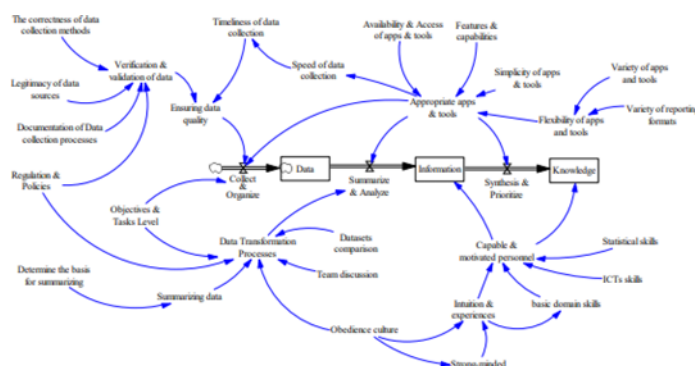 The correctness of data
collection methods
Timeliness of data
collection
Availability & Access
of apps & tools
Features &
capabilities
Verification &
validation of data
Speed of data
collection
Simplicity of apps
& tools
Variety of apps
and tools
Legitimacy of data
sources
Ensuring data
quality
Appropriate apps
& tools
Flexibility of apps
and tools
Variety of reporting
formats
Documentation of Data
collection processes
Regulation &
Policies
Collect
&
Organize
Data
Summarize
& Analyze
Information
Synthesis &
Prioritize
Knowledge
Objectives &
Tasks Level
Data Transformation
Processes
Datasets
comparison
Capable &
motivated personnel
Statistical skills
Determine the basis
for summarizing
Team discussion
ICTs skills
Summarizing data
Intuition &
experiences
basic domain skills
Obedience culture
Strong-minded